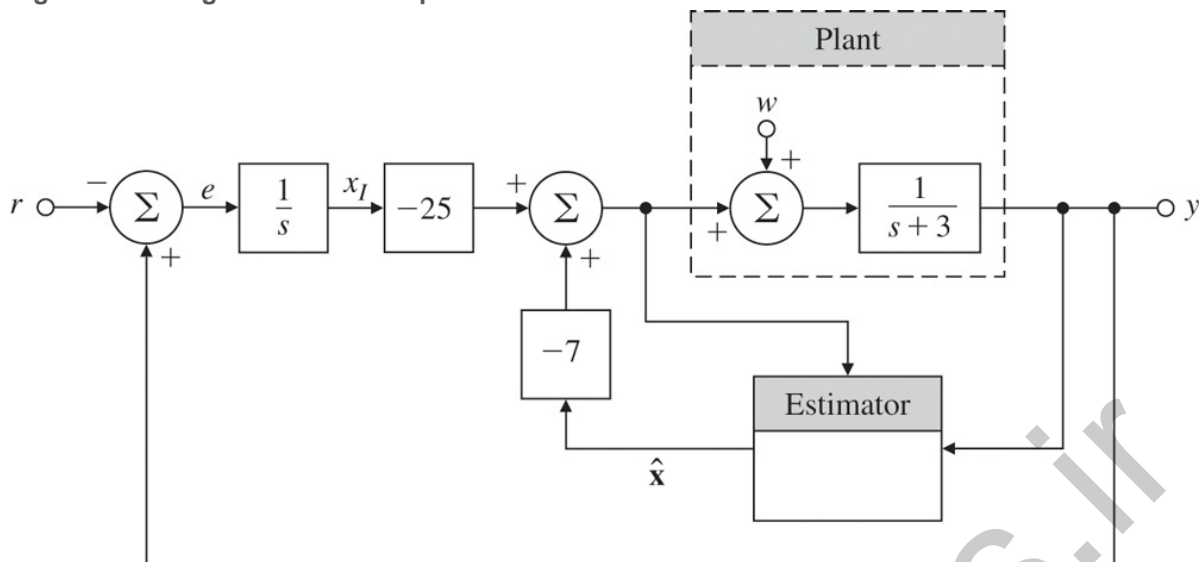 Plant
w
+
r
−
Σ
e
1
s
x_I
−25
+
Σ
+
Σ
1
s + 3
y
+
+
−7
Estimator
x̂